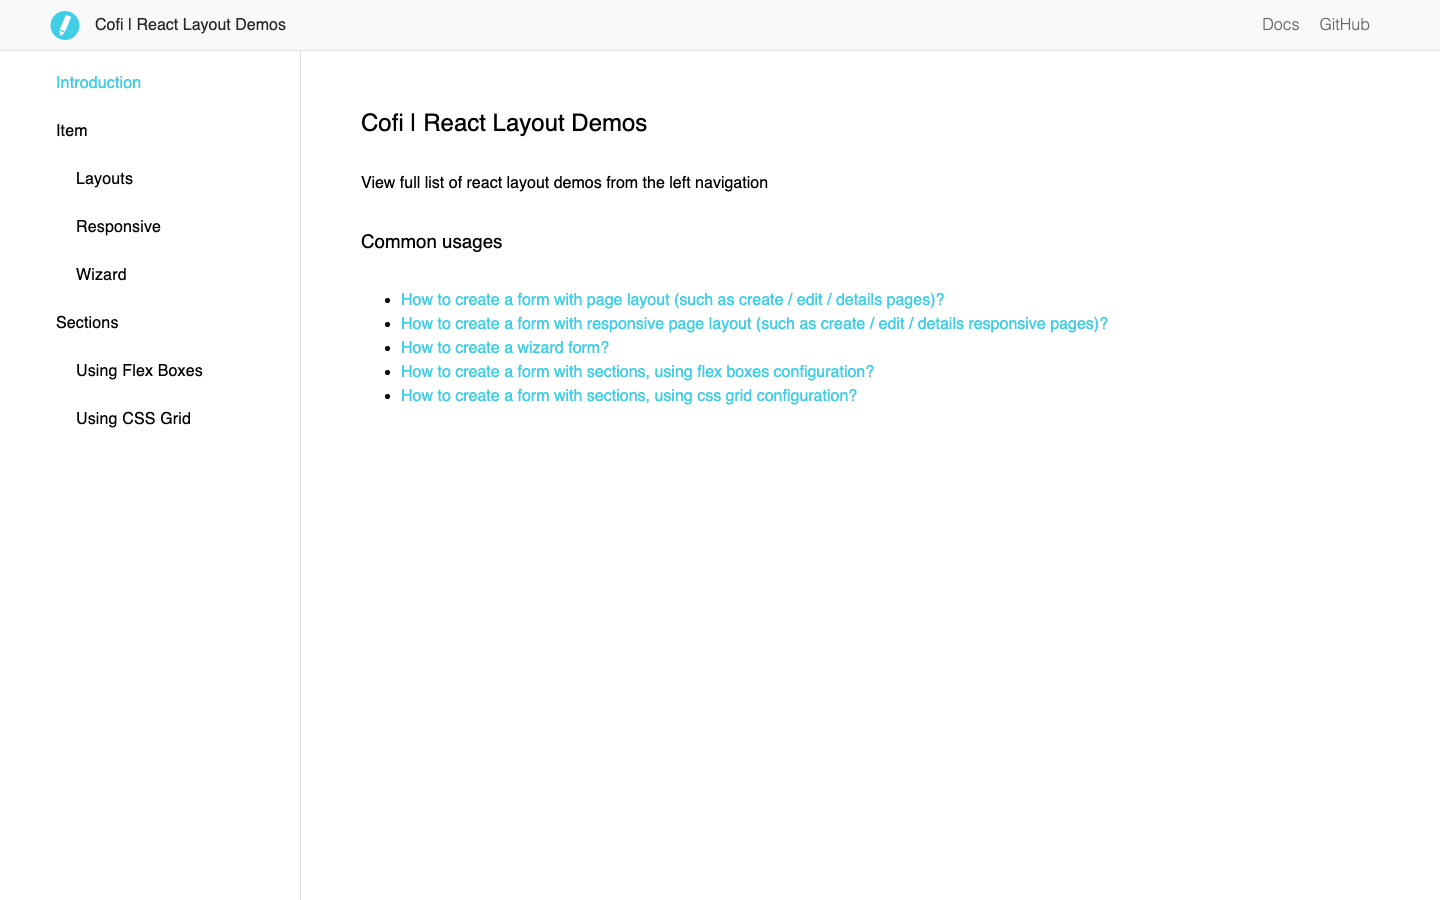 Cofi | React Layout Demos
Docs
GitHub
Introduction
Item
Layouts
Responsive
Wizard
Sections
Using Flex Boxes
Using CSS Grid
Cofi | React Layout Demos
View full list of react layout demos from the left navigation
Common usages
How to create a form with page layout (such as create / edit / details pages)?
How to create a form with responsive page layout (such as create / edit / details responsive pages)?
How to create a wizard form?
How to create a form with sections, using flex boxes configuration?
How to create a form with sections, using css grid configuration?